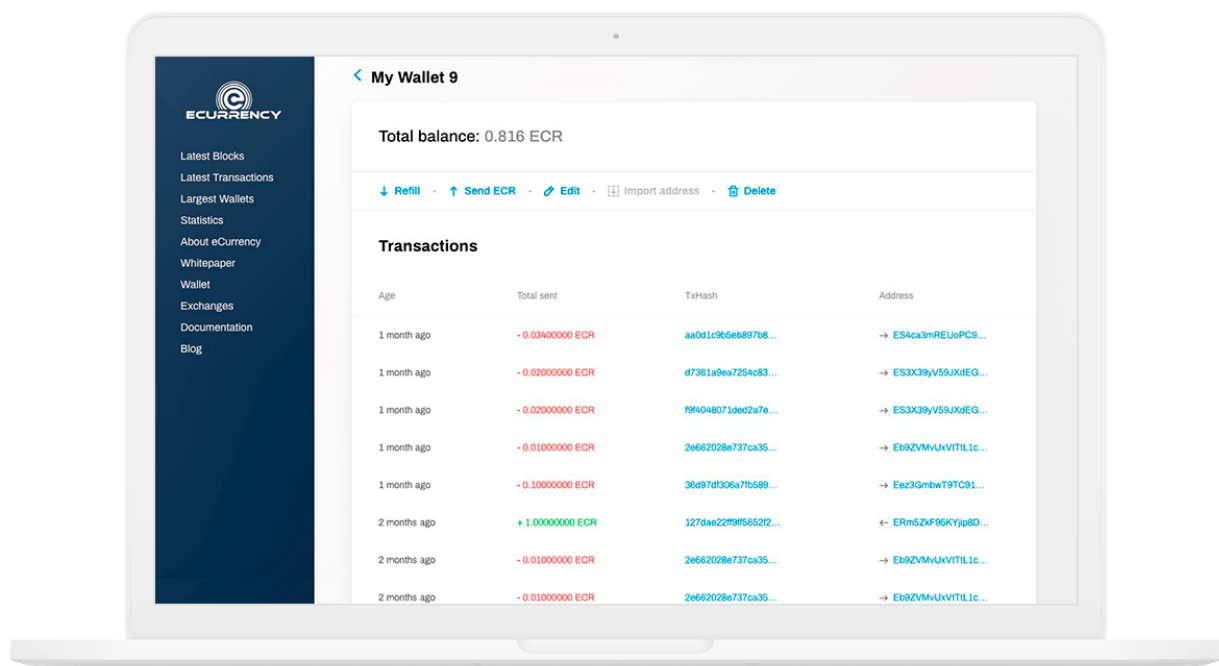 ECURRENCY
Latest Blocks
Latest Transactions
Largest Wallets
Statistics
About eCurrency
Whitepaper
Wallet
Exchanges
Documentation
Blog
My Wallet 9
Total balance: 0.816 ECR
Refill · Send ECR · Edit · Import address · Delete
Transactions
Age Total sent TxHash Address
1 month ago - 0.03400000 ECR aa0d1c9b5eb897b8... → ES4ca3mREUoPC9...
1 month ago - 0.02000000 ECR d7361a9ea7254c83... → ES3X39yV59JXdEG...
1 month ago - 0.02000000 ECR f9f4048071ded2a7e... → ES3X39yV59JXdEG...
1 month ago - 0.01000000 ECR 2e662028e737ca35... → Eb9ZVMvUxVtTtL1c...
1 month ago - 0.10000000 ECR 36d97df306a7fb589... → Eez3GmbwT9TC91...
2 months ago + 1.00000000 ECR 127dae22ff9ff5652f2... ← ERm5ZkF95KYjip8D...
2 months ago - 0.01000000 ECR 2e662028e737ca35... → Eb9ZVMvUxVtTtL1c...
2 months ago - 0.01000000 ECR 2e662028e737ca35... → Eb9ZVMvUxVtTtL1c...